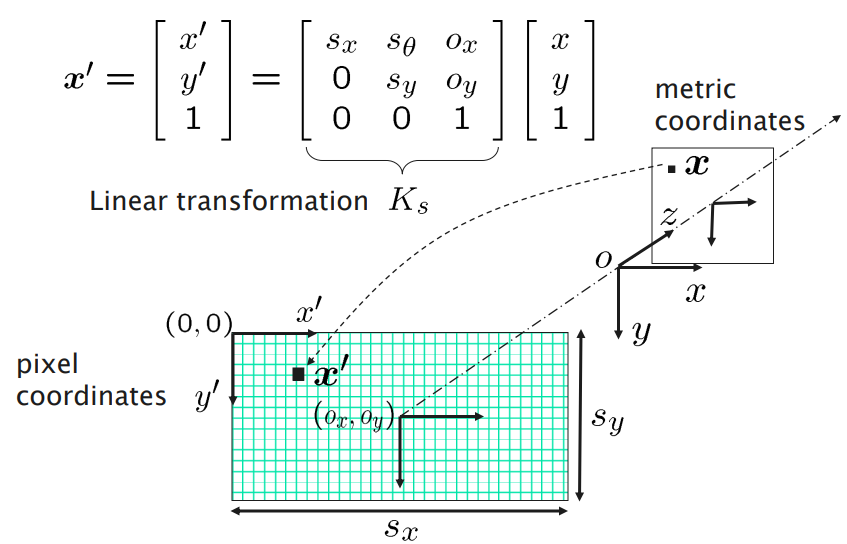 x' = [ x' y' 1 ] = [ s_x s_θ o_x ; 0 s_y o_y ; 0 0 1 ] [ x y 1 ]
Linear transformation K_s
metric
coordinates
x
z
o
x
y
(0,0)
x'
pixel
coordinates
y'
x'
(o_x, o_y)
s_y
s_x